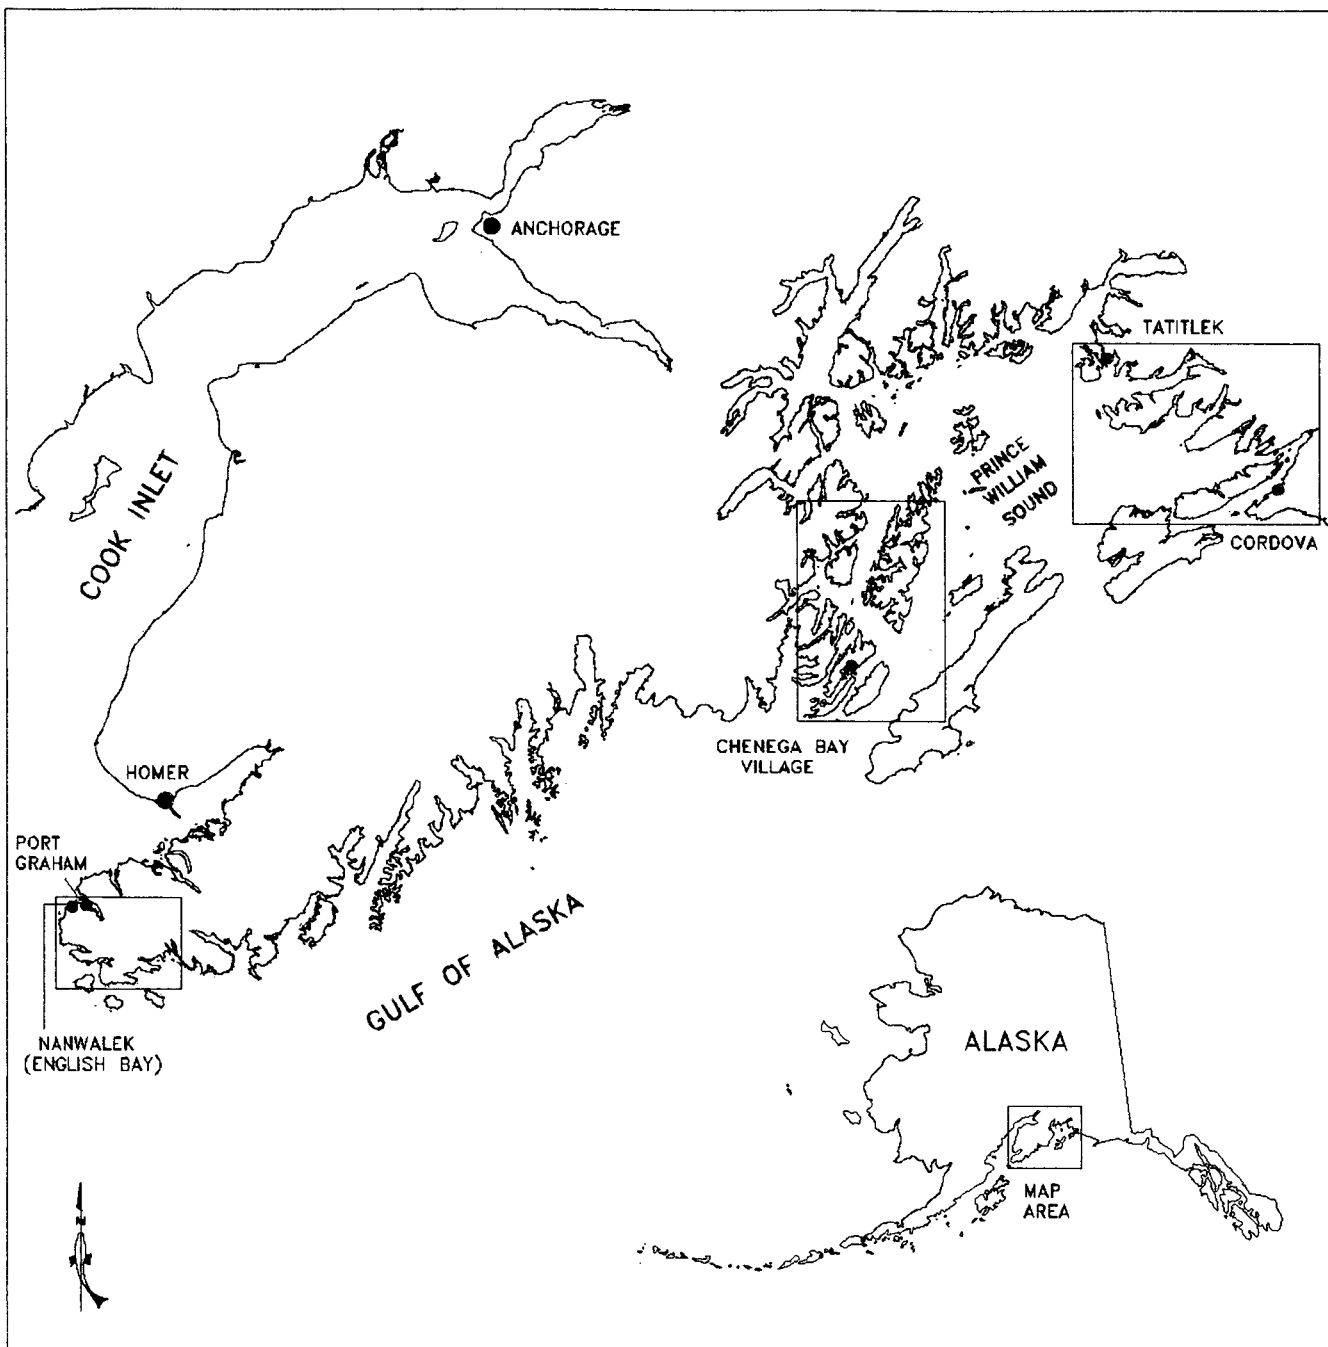 ANCHORAGE
TATITLEK
COOK INLET
PRINCE
WILLIAM
SOUND
CORDOVA
CHENEGA BAY
VILLAGE
HOMER
PORT
GRAHAM
GULF OF ALASKA
NANWALEK
(ENGLISH BAY)
ALASKA
MAP
AREA
N